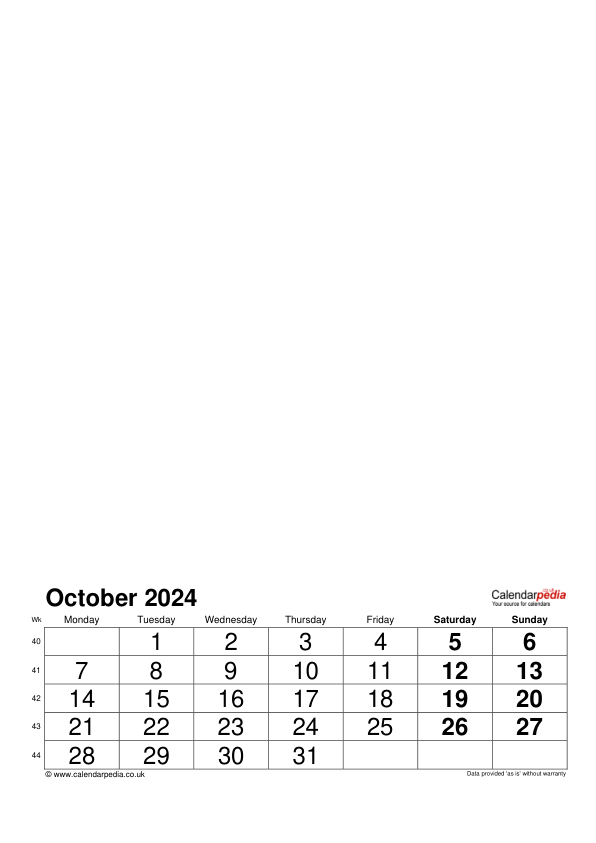 October 2024
Calendarpedia
Your source for calendars
Wk Monday Tuesday Wednesday Thursday Friday Saturday Sunday
40 1 2 3 4 5 6
41 7 8 9 10 11 12 13
42 14 15 16 17 18 19 20
43 21 22 23 24 25 26 27
44 28 29 30 31
© www.calendarpedia.co.uk Data provided 'as is' without warranty